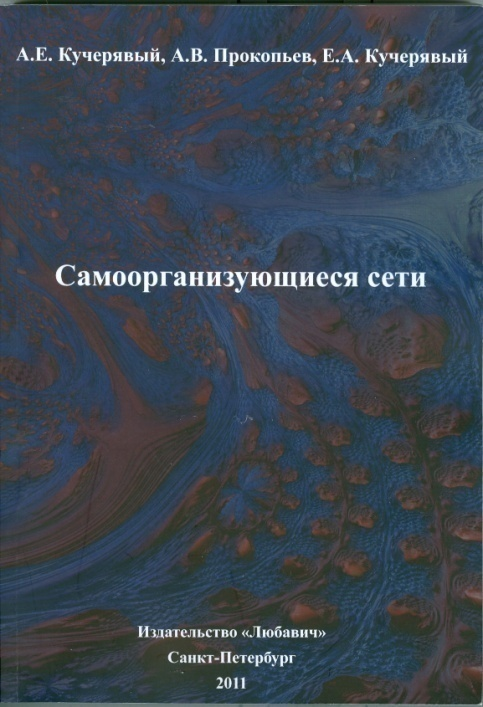 А.Е. Кучерявый, А.В. Прокопьев, Е.А. Кучерявый
Самоорганизующиеся сети
Издательство «Любавич»
Санкт-Петербург
2011